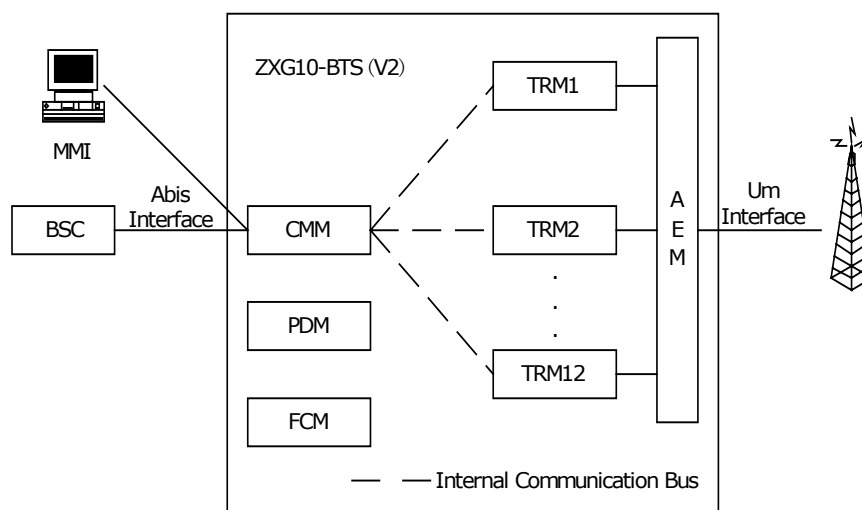 ZXG10-BTS (V2)
TRM1
MMI
Abis
Interface
BSC
CMM
TRM2
A
E
M
Um
Interface
.
.
.
PDM
TRM12
FCM
Internal Communication Bus